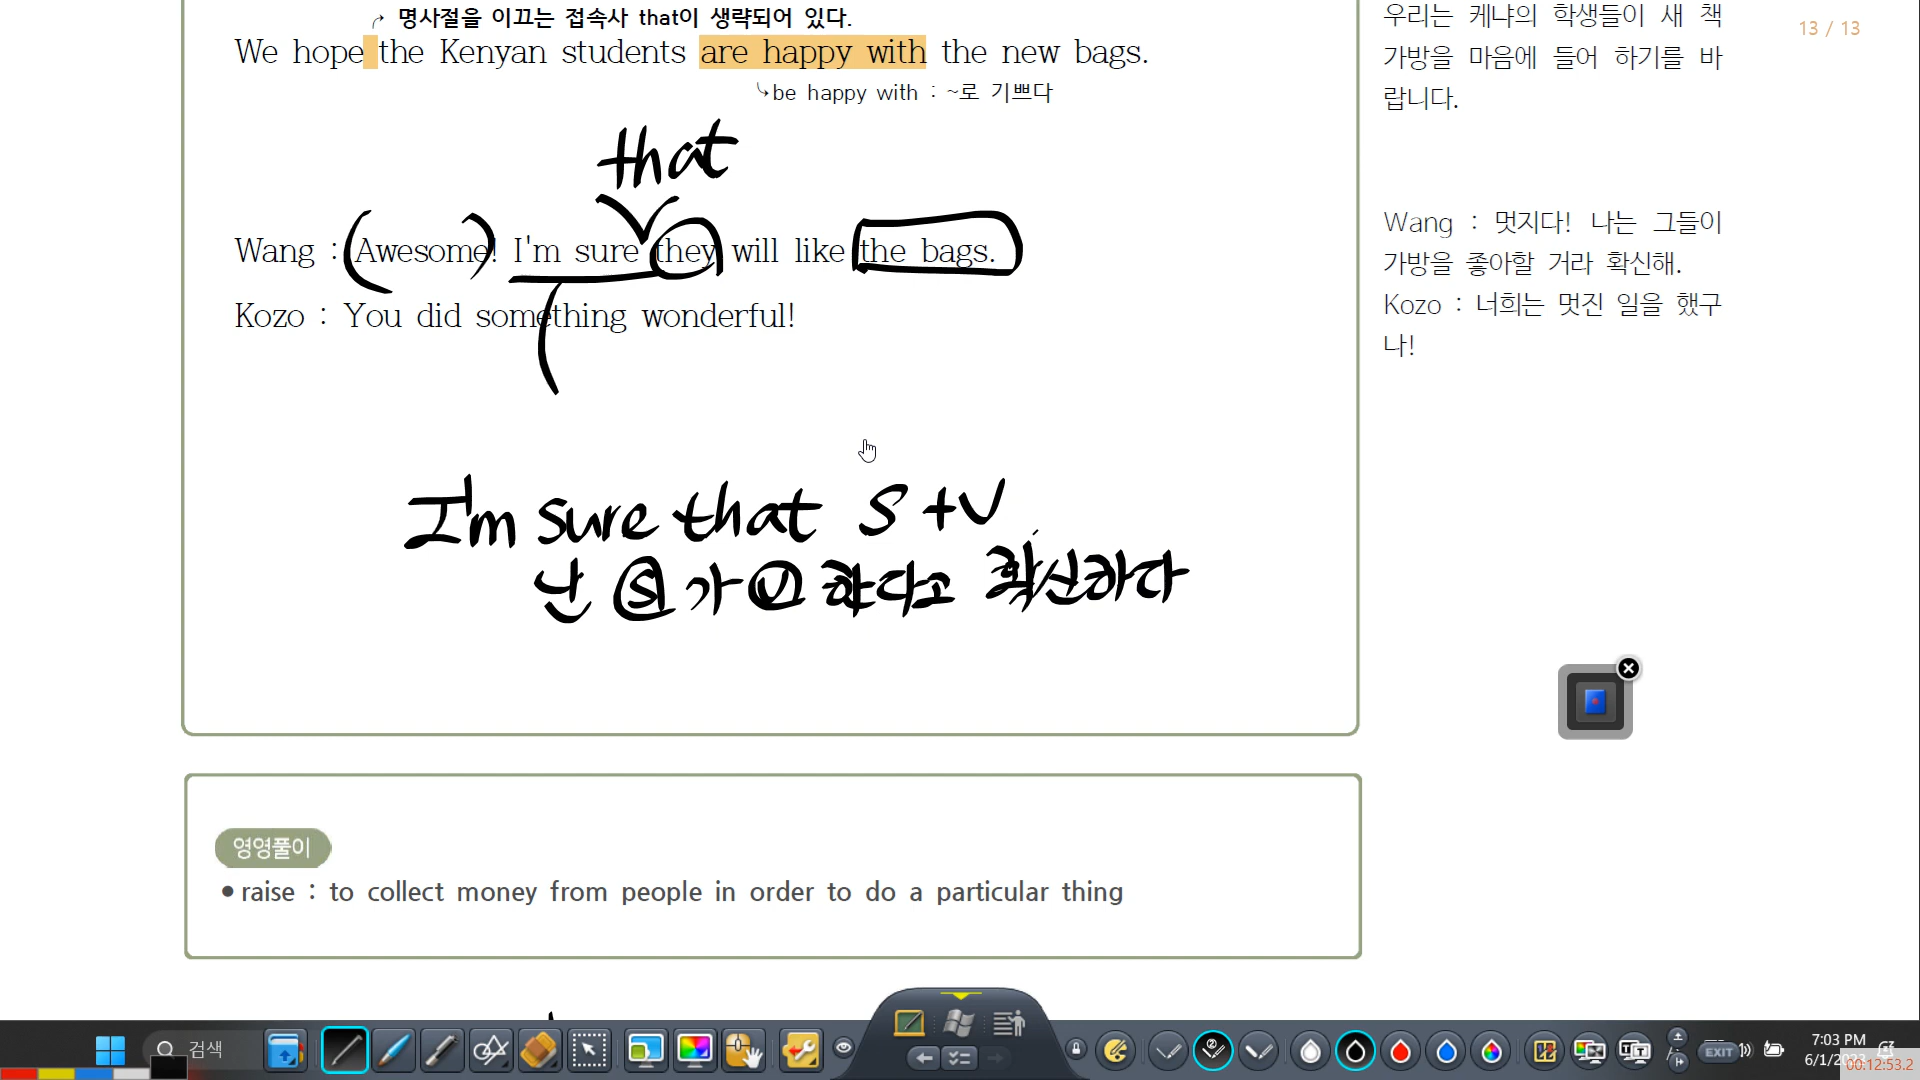 명사절을 이끄는 접속사 that이 생략되어 있다.
We hope the Kenyan students are happy with the new bags.
be happy with : ~로 기쁘다
that
Wang : Awesome! I'm sure they will like the bags.
Kozo : You did something wonderful!
I'm sure that S+V
난 Ⓢ가 Ⓥ 한다고 확신하다
우리는 케냐의 학생들이 새 책
가방을 마음에 들어 하기를 바
랍니다.
Wang : 멋지다! 나는 그들이
가방을 좋아할 거라 확신해.
Kozo : 너희는 멋진 일을 했구
나!
13 / 13
영영풀이
● raise : to collect money from people in order to do a particular thing
검색
EXIT
7:03 PM
00:12:53.2